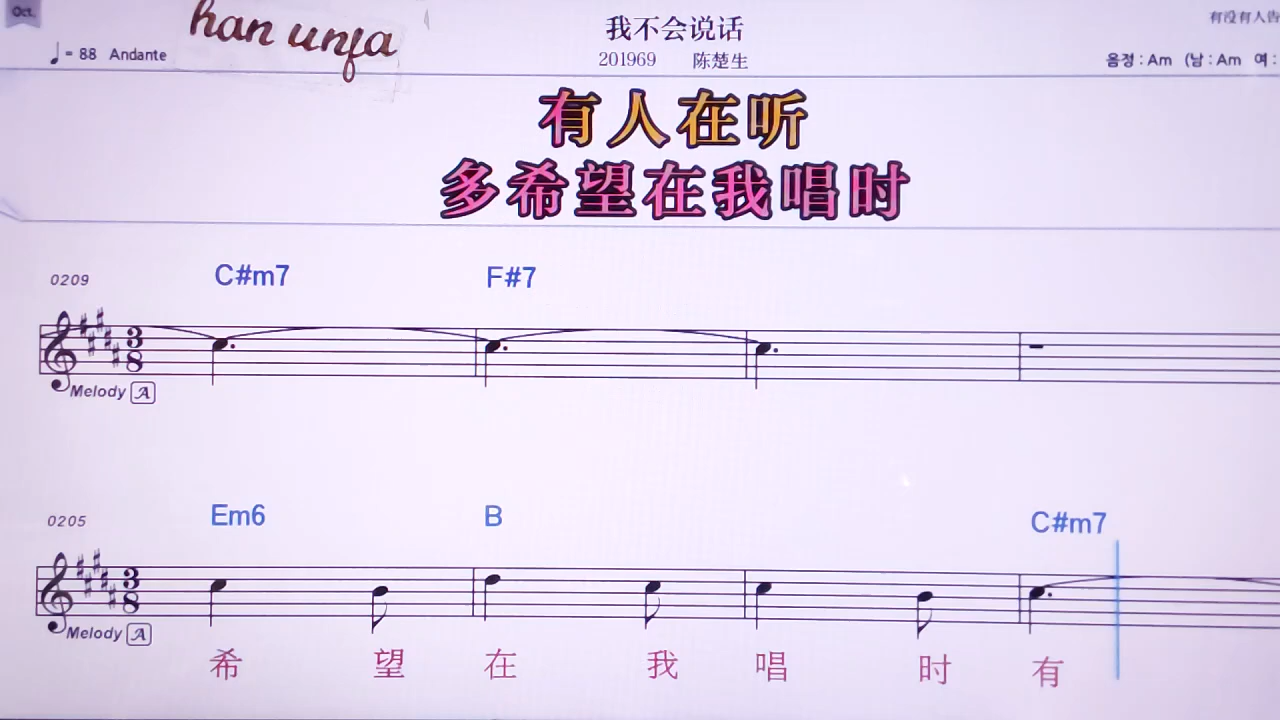 Oct.
han unfa
♩= 88 Andante
我不会说话
201969 陈楚生
有没有人告
음정 : Am (남 : Am 여 :
有人在听
多希望在我唱时
0209
C#m7 F#7
3
8
Melody A
0205
Em6 B C#m7
3
8
Melody A
希 望 在 我 唱 时 有